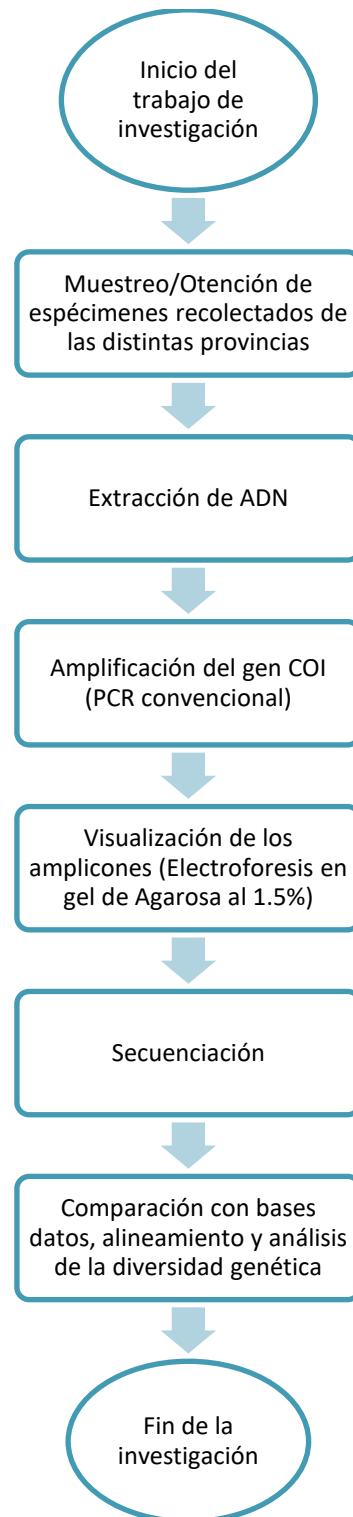 Inicio del
trabajo de
investigación
Muestreo/Otención de
espécimenes recolectados de
las distintas provincias
Extracción de ADN
Amplificación del gen COI
(PCR convencional)
Visualización de los
amplicones (Electroforesis en
gel de Agarosa al 1.5%)
Secuenciación
Comparación con bases
datos, alineamiento y análisis
de la diversidad genética
Fin de la
investigación